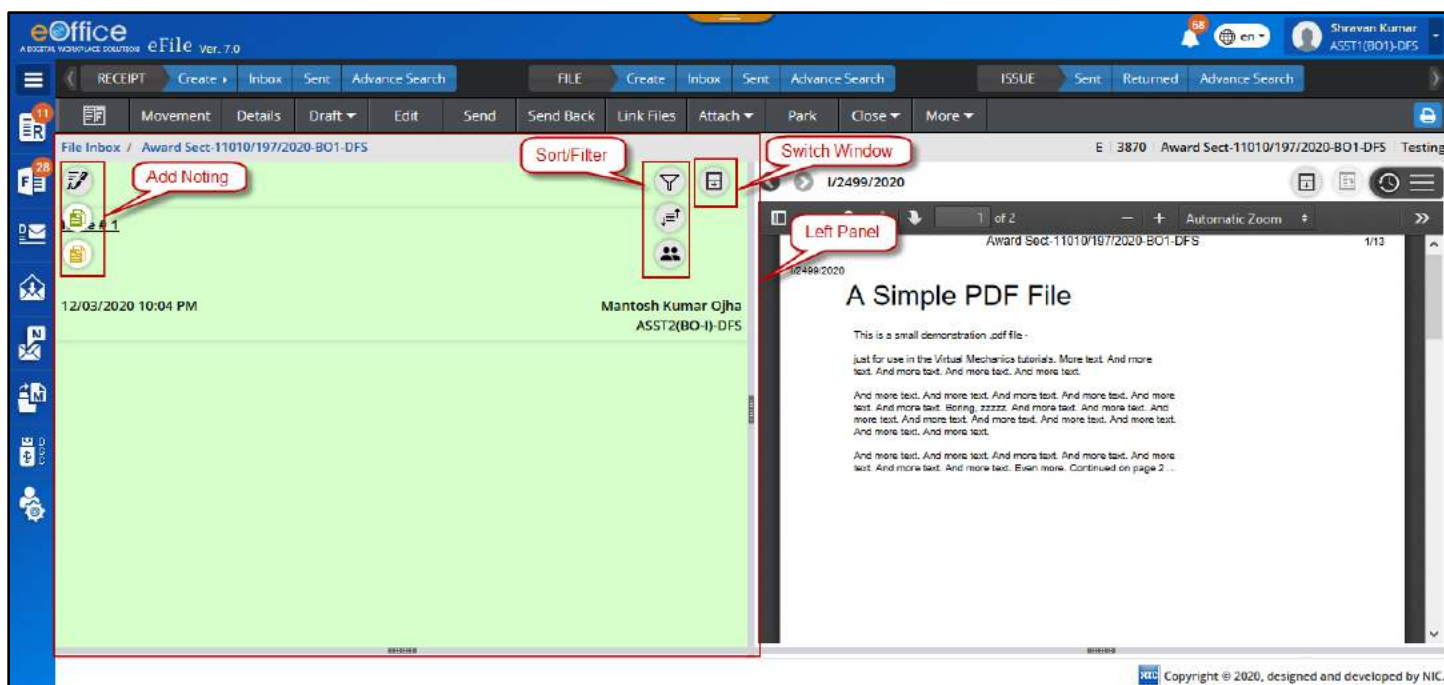 eOffice
A DIGITAL WORKPLACE SOLUTION eFile Ver. 7.0
68 en Shravan Kumar
ASST1(BO1)-DFS
RECEIPT Create Inbox Sent Advance Search FILE Create Inbox Sent Advance Search ISSUE Sent Returned Advance Search
11 R Movement Details Draft Edit Send Send Back Link Files Attach Park Close More
File Inbox / Award Sect-11010/197/2020-BO1-DFS E 3870 Award Sect-11010/197/2020-BO1-DFS Testing
Sort/Filter Switch Window
28 F Add Noting I/2499/2020
1 of 2 Automatic Zoom
# 1 Left Panel
Award Sect-11010/197/2020-BO1-DFS 1/13
I/2499/2020
A Simple PDF File
12/03/2020 10:04 PM Mantosh Kumar Ojha
ASST2(BO-I)-DFS
This is a small demonstration .pdf file -
just for use in the Virtual Mechanics tutorials. More text. And more
text. And more text. And more text. And more text.
And more text. And more text. And more text. And more text. And more
text. And more text. Boring, zzzzz. And more text. And more text. And
more text. And more text. And more text. And more text. And more text.
And more text. And more text.
And more text. And more text. And more text. And more text. And more
text. And more text. And more text. Even more. Continued on page 2 ...
D
N
M
D
NIC Copyright © 2020, designed and developed by NIC.